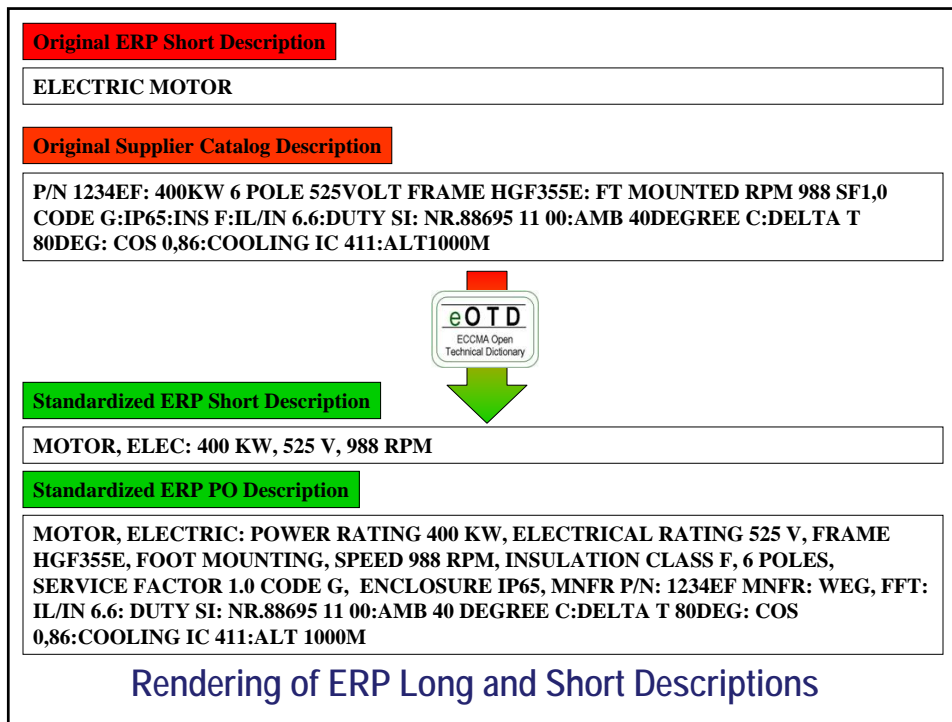 Original ERP Short Description
ELECTRIC MOTOR
Original Supplier Catalog Description
P/N 1234EF: 400KW 6 POLE 525VOLT FRAME HGF355E: FT MOUNTED RPM 988 SF1,0
CODE G:IP65:INS F:IL/IN 6.6:DUTY SI: NR.88695 11 00:AMB 40DEGREE C:DELTA T
80DEG: COS 0,86:COOLING IC 411:ALT1000M
eOTD
ECCMA Open
Technical Dictionary
Standardized ERP Short Description
MOTOR, ELEC: 400 KW, 525 V, 988 RPM
Standardized ERP PO Description
MOTOR, ELECTRIC: POWER RATING 400 KW, ELECTRICAL RATING 525 V, FRAME
HGF355E, FOOT MOUNTING, SPEED 988 RPM, INSULATION CLASS F, 6 POLES,
SERVICE FACTOR 1.0 CODE G, ENCLOSURE IP65, MNFR P/N: 1234EF MNFR: WEG, FFT:
IL/IN 6.6: DUTY SI: NR.88695 11 00:AMB 40 DEGREE C:DELTA T 80DEG: COS
0,86:COOLING IC 411:ALT 1000M
Rendering of ERP Long and Short Descriptions